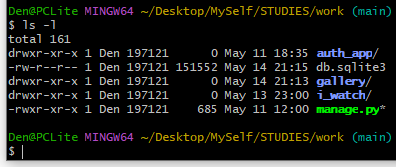 Den@PCLite MINGW64 ~/Desktop/MySelf/STUDIES/work (main)
$ ls -l
total 161
drwxr-xr-x 1 Den 197121      0 May 11 18:35 auth_app/
-rw-r--r-- 1 Den 197121 151552 May 14 21:15 db.sqlite3
drwxr-xr-x 1 Den 197121      0 May 14 21:13 gallery/
drwxr-xr-x 1 Den 197121      0 May 13 23:00 i_watch/
-rwxr-xr-x 1 Den 197121    685 May 11 12:00 manage.py*
Den@PCLite MINGW64 ~/Desktop/MySelf/STUDIES/work (main)
$